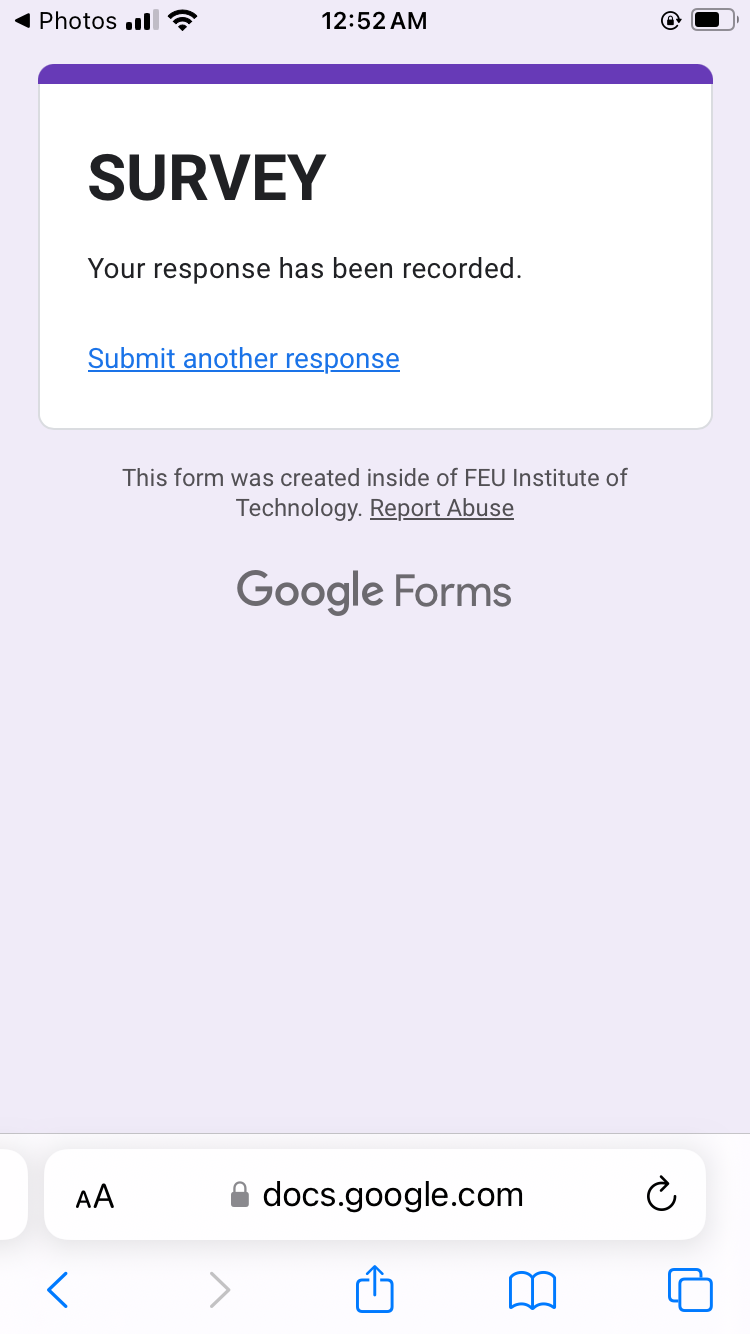 Photos 12:52 AM
SURVEY
Your response has been recorded.
Submit another response
This form was created inside of FEU Institute of
Technology. Report Abuse
Google Forms
AA docs.google.com